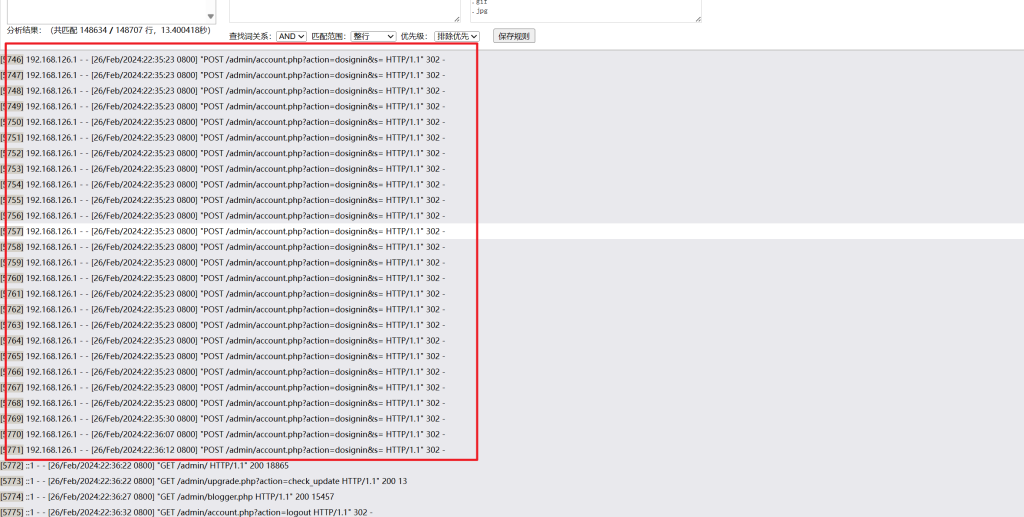 .gif
.jpg
分析结果：（共匹配 148634 / 148707 行，13.400418秒）
查找词关系： AND 匹配范围： 整行 优先级： 排除优先 保存规则
[5746] 192.168.126.1 - - [26/Feb/2024:22:35:23 0800] "POST /admin/account.php?action=dosignin&s= HTTP/1.1" 302 -
[5747] 192.168.126.1 - - [26/Feb/2024:22:35:23 0800] "POST /admin/account.php?action=dosignin&s= HTTP/1.1" 302 -
[5748] 192.168.126.1 - - [26/Feb/2024:22:35:23 0800] "POST /admin/account.php?action=dosignin&s= HTTP/1.1" 302 -
[5749] 192.168.126.1 - - [26/Feb/2024:22:35:23 0800] "POST /admin/account.php?action=dosignin&s= HTTP/1.1" 302 -
[5750] 192.168.126.1 - - [26/Feb/2024:22:35:23 0800] "POST /admin/account.php?action=dosignin&s= HTTP/1.1" 302 -
[5751] 192.168.126.1 - - [26/Feb/2024:22:35:23 0800] "POST /admin/account.php?action=dosignin&s= HTTP/1.1" 302 -
[5752] 192.168.126.1 - - [26/Feb/2024:22:35:23 0800] "POST /admin/account.php?action=dosignin&s= HTTP/1.1" 302 -
[5753] 192.168.126.1 - - [26/Feb/2024:22:35:23 0800] "POST /admin/account.php?action=dosignin&s= HTTP/1.1" 302 -
[5754] 192.168.126.1 - - [26/Feb/2024:22:35:23 0800] "POST /admin/account.php?action=dosignin&s= HTTP/1.1" 302 -
[5755] 192.168.126.1 - - [26/Feb/2024:22:35:23 0800] "POST /admin/account.php?action=dosignin&s= HTTP/1.1" 302 -
[5756] 192.168.126.1 - - [26/Feb/2024:22:35:23 0800] "POST /admin/account.php?action=dosignin&s= HTTP/1.1" 302 -
[5757] 192.168.126.1 - - [26/Feb/2024:22:35:23 0800] "POST /admin/account.php?action=dosignin&s= HTTP/1.1" 302 -
[5758] 192.168.126.1 - - [26/Feb/2024:22:35:23 0800] "POST /admin/account.php?action=dosignin&s= HTTP/1.1" 302 -
[5759] 192.168.126.1 - - [26/Feb/2024:22:35:23 0800] "POST /admin/account.php?action=dosignin&s= HTTP/1.1" 302 -
[5760] 192.168.126.1 - - [26/Feb/2024:22:35:23 0800] "POST /admin/account.php?action=dosignin&s= HTTP/1.1" 302 -
[5761] 192.168.126.1 - - [26/Feb/2024:22:35:23 0800] "POST /admin/account.php?action=dosignin&s= HTTP/1.1" 302 -
[5762] 192.168.126.1 - - [26/Feb/2024:22:35:23 0800] "POST /admin/account.php?action=dosignin&s= HTTP/1.1" 302 -
[5763] 192.168.126.1 - - [26/Feb/2024:22:35:23 0800] "POST /admin/account.php?action=dosignin&s= HTTP/1.1" 302 -
[5764] 192.168.126.1 - - [26/Feb/2024:22:35:23 0800] "POST /admin/account.php?action=dosignin&s= HTTP/1.1" 302 -
[5765] 192.168.126.1 - - [26/Feb/2024:22:35:23 0800] "POST /admin/account.php?action=dosignin&s= HTTP/1.1" 302 -
[5766] 192.168.126.1 - - [26/Feb/2024:22:35:23 0800] "POST /admin/account.php?action=dosignin&s= HTTP/1.1" 302 -
[5767] 192.168.126.1 - - [26/Feb/2024:22:35:23 0800] "POST /admin/account.php?action=dosignin&s= HTTP/1.1" 302 -
[5768] 192.168.126.1 - - [26/Feb/2024:22:35:23 0800] "POST /admin/account.php?action=dosignin&s= HTTP/1.1" 302 -
[5769] 192.168.126.1 - - [26/Feb/2024:22:35:30 0800] "POST /admin/account.php?action=dosignin&s= HTTP/1.1" 302 -
[5770] 192.168.126.1 - - [26/Feb/2024:22:36:07 0800] "POST /admin/account.php?action=dosignin&s= HTTP/1.1" 302 -
[5771] 192.168.126.1 - - [26/Feb/2024:22:36:12 0800] "POST /admin/account.php?action=dosignin&s= HTTP/1.1" 302 -
[5772] ::1 - - [26/Feb/2024:22:36:22 0800] "GET /admin/ HTTP/1.1" 200 18865
[5773] ::1 - - [26/Feb/2024:22:36:22 0800] "GET /admin/upgrade.php?action=check_update HTTP/1.1" 200 13
[5774] ::1 - - [26/Feb/2024:22:36:27 0800] "GET /admin/blogger.php HTTP/1.1" 200 15457
[5775] ::1 - - [26/Feb/2024:22:36:32 0800] "GET /admin/account.php?action=logout HTTP/1.1" 302 -